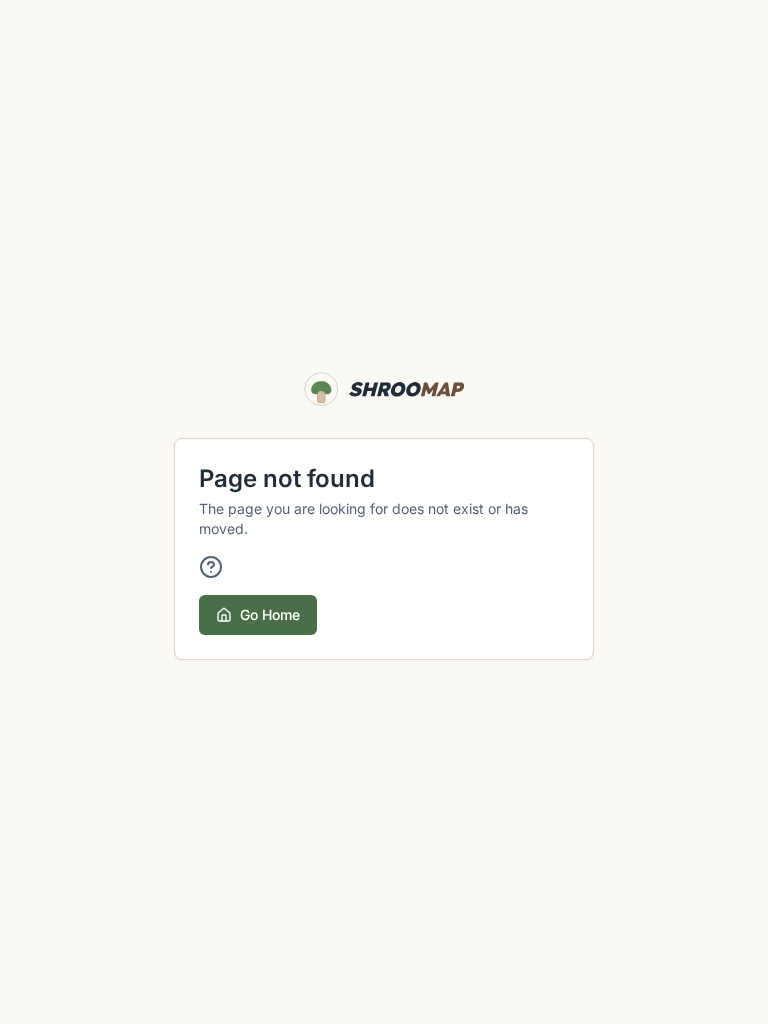 SHROOMAP
Page not found
The page you are looking for does not exist or has
moved.
Go Home